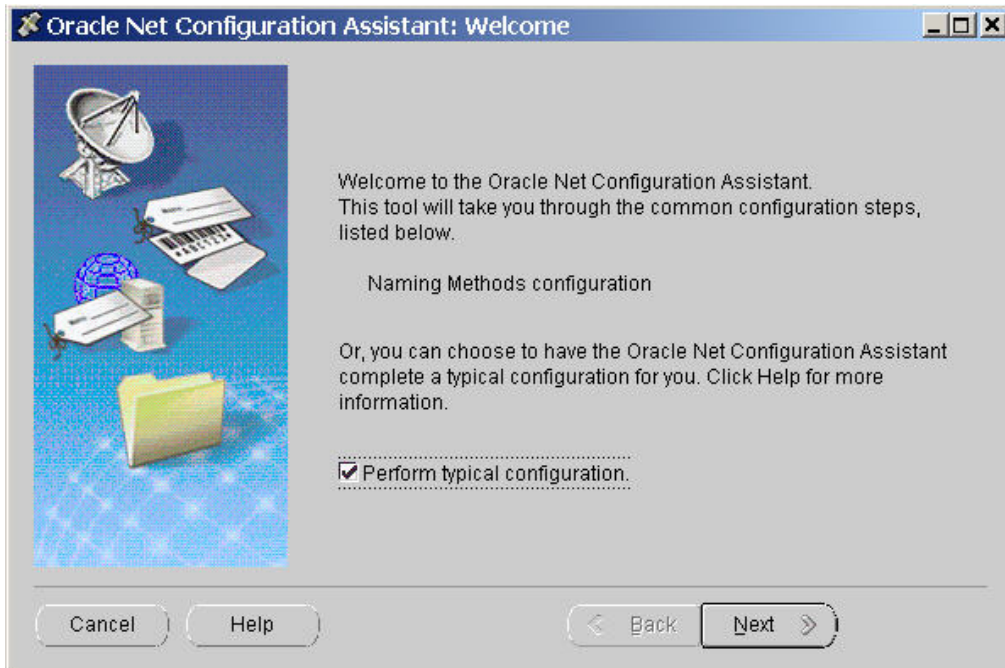 Oracle Net Configuration Assistant: Welcome
Welcome to the Oracle Net Configuration Assistant.
This tool will take you through the common configuration steps,
listed below.
Naming Methods configuration
Or, you can choose to have the Oracle Net Configuration Assistant
complete a typical configuration for you. Click Help for more
information.
Perform typical configuration.
Cancel
Help
Back
Next